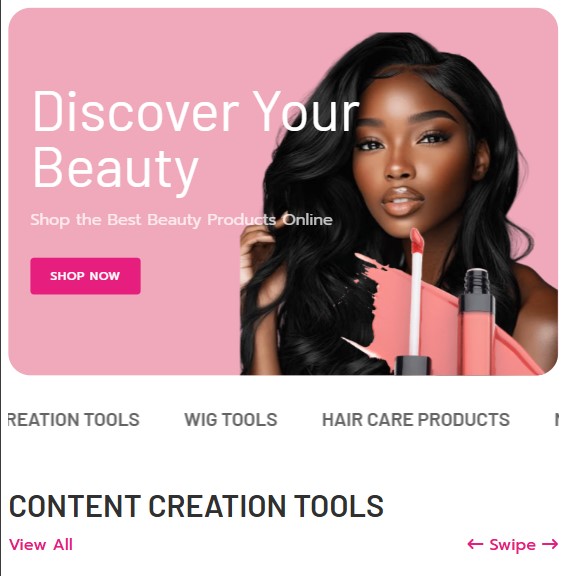 Discover Your
Beauty
Shop the Best Beauty Products Online
SHOP NOW
REATION TOOLS WIG TOOLS HAIR CARE PRODUCTS
CONTENT CREATION TOOLS
View All ← Swipe →